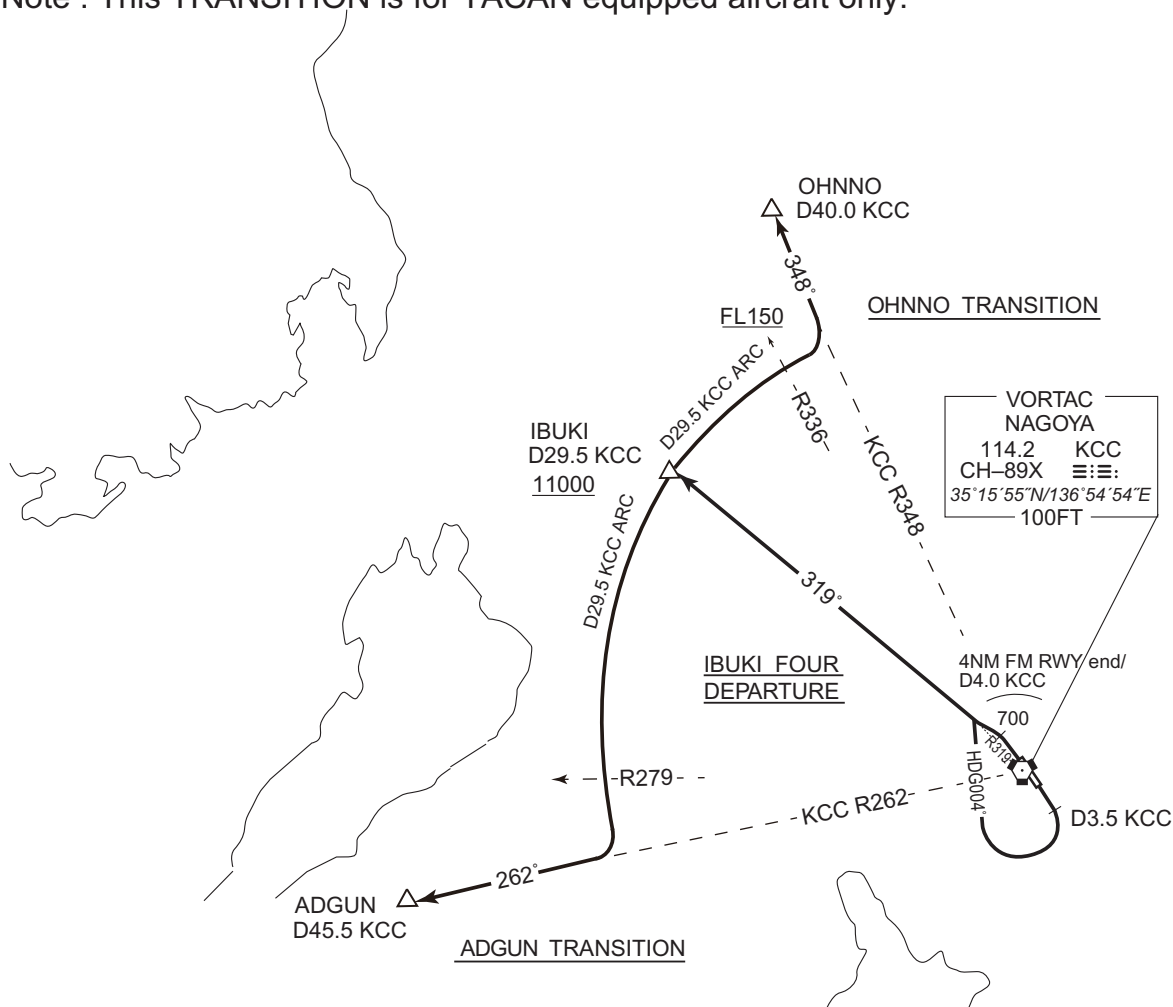 Note : This TRANSITION is for TACAN equipped aircraft only.
OHNNO
D40.0 KCC
348°
OHNNO TRANSITION
FL150
D29.5 KCC ARC
R336
KCC R348
VORTAC
NAGOYA
114.2 KCC
CH–89X
35°15´55˝N/136°54´54˝E
100FT
IBUKI
D29.5 KCC
11000
D29.5 KCC ARC
319°
IBUKI FOUR
DEPARTURE
4NM FM RWY end/
D4.0 KCC
700
R319
HDG004°
D3.5 KCC
R279
KCC R262
262°
ADGUN
D45.5 KCC
ADGUN TRANSITION